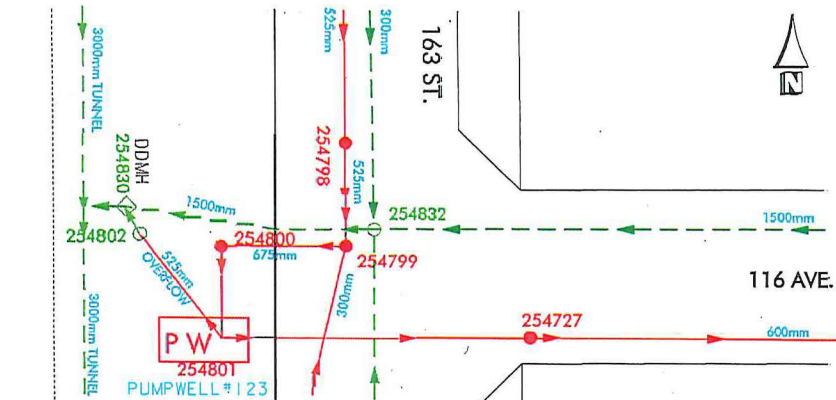 3000mm TUNNEL
525mm
300mm
163 ST.
N
DDMH
254830
254798
525mm
1500mm
254832
1500mm
254802
254800
675mm
254799
525mm
OVERFLOW
300mm
116 AVE.
3000mm TUNNEL
PW
254801
254727
600mm
PUMPWELL#123